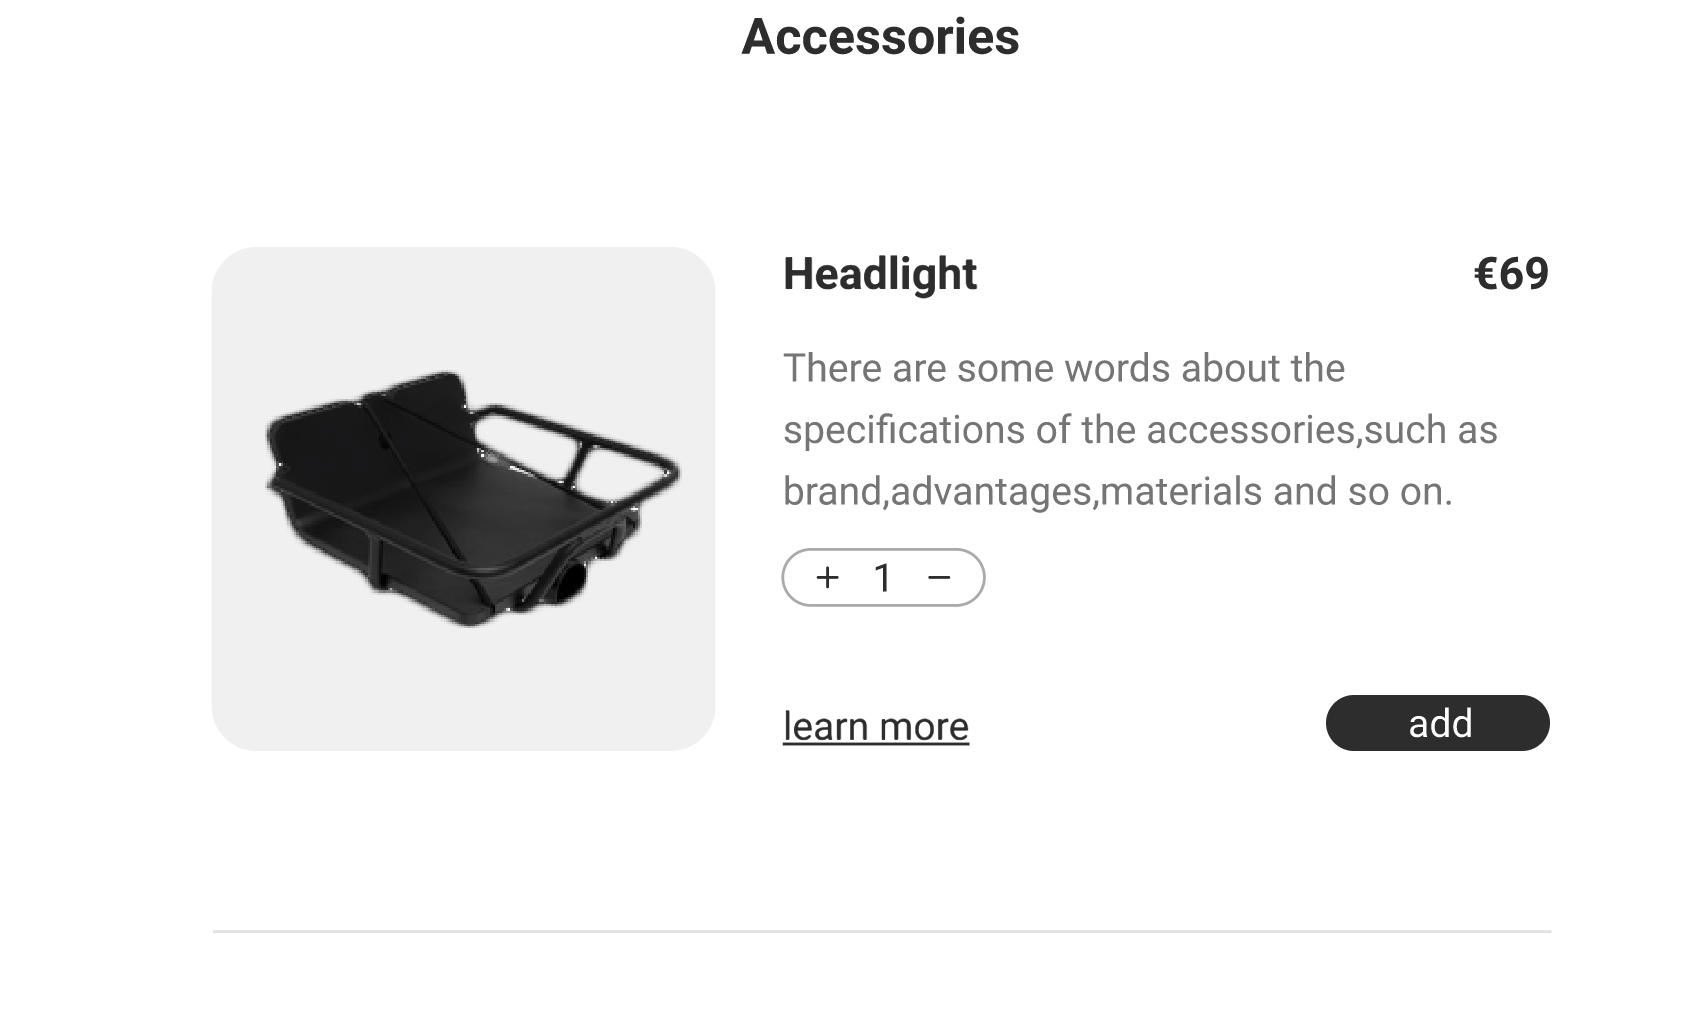 Accessories
Headlight
€69
There are some words about the
specifications of the accessories,such as
brand,advantages,materials and so on.
+ 1 −
learn more
add